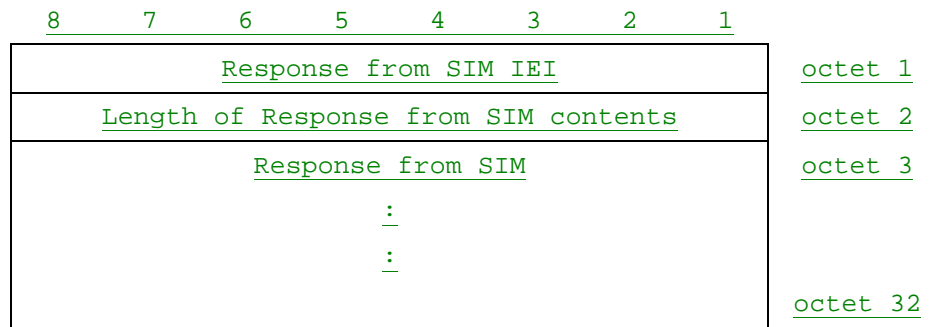 8 7 6 5 4 3 2 1
Response from SIM IEI octet 1
Length of Response from SIM contents octet 2
Response from SIM octet 3
:
:
octet 32